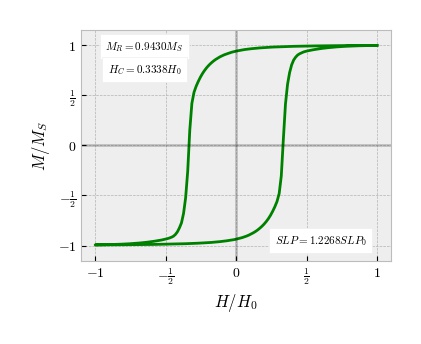 M_R = 0.9430M_S
H_C = 0.3338H_0
1
1/2
0
−1/2
−1
M/M_S
SLP = 1.2268SLP_0
−1 −1/2 0 1/2 1
H/H_0